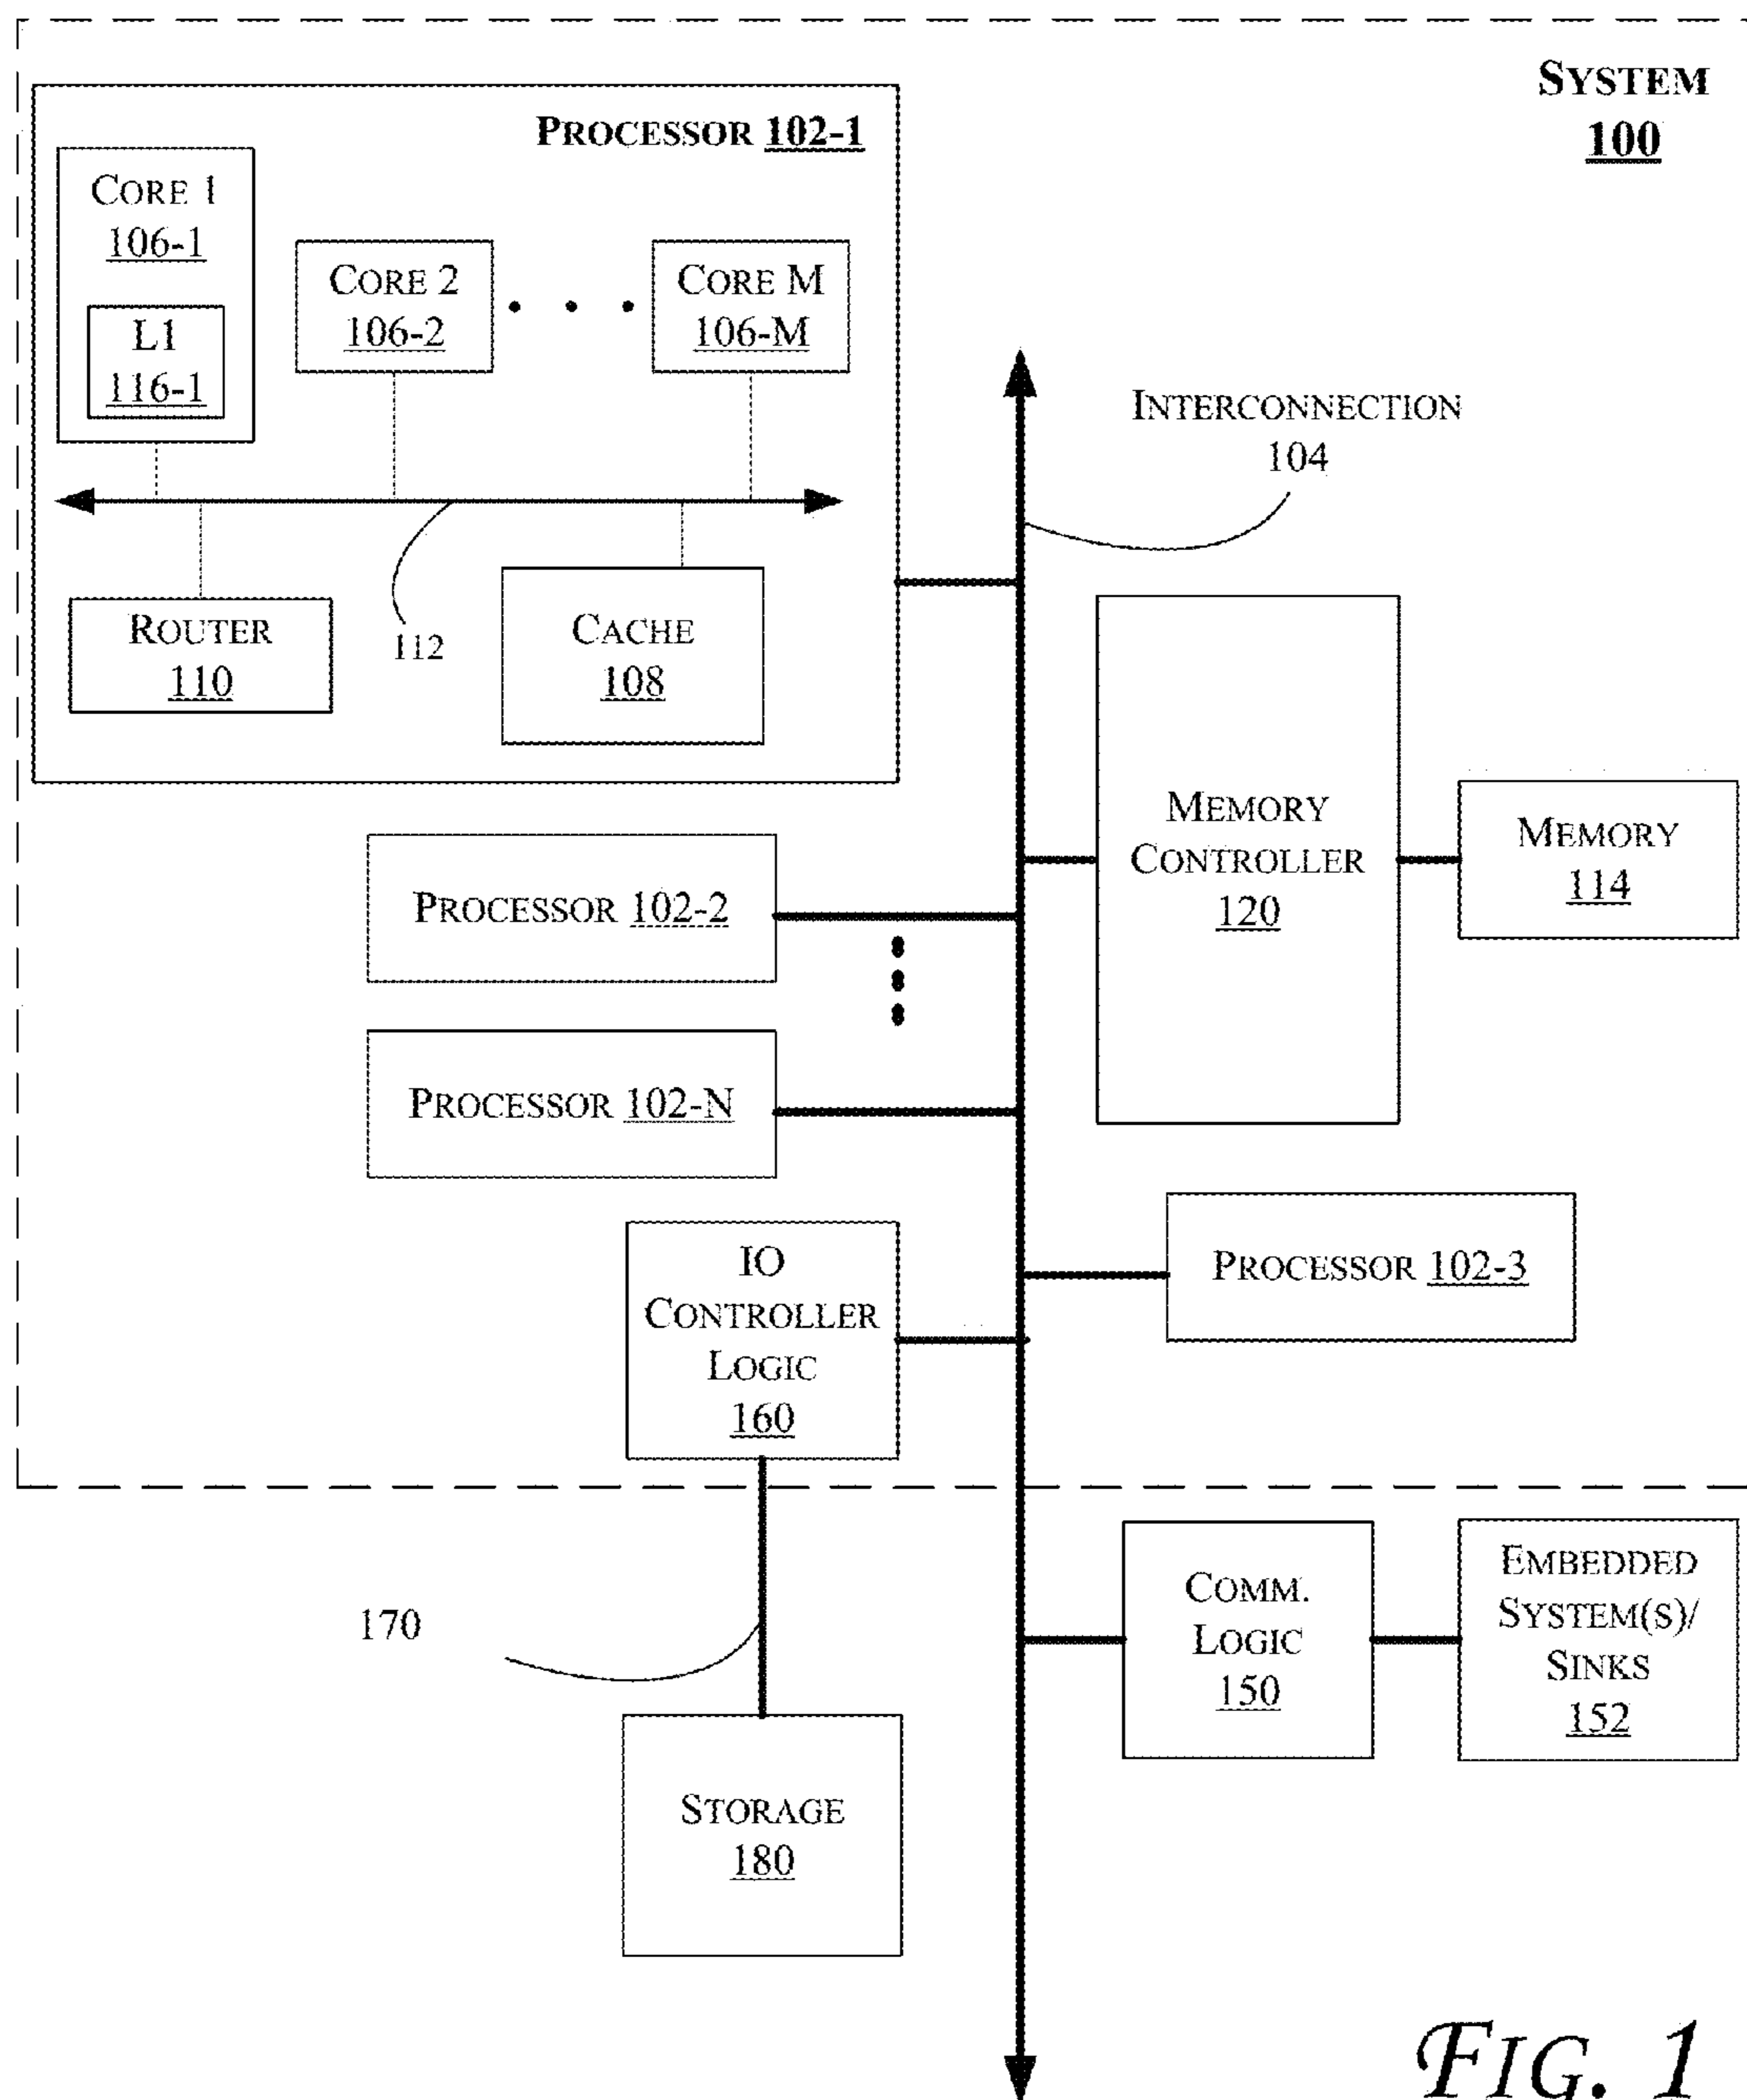 SYSTEM
100
PROCESSOR 102-1
CORE 1
106-1
L1
116-1
CORE 2
106-2
CORE M
106-M
INTERCONNECTION
104
ROUTER
110
112
CACHE
108
MEMORY
CONTROLLER
120
MEMORY
114
PROCESSOR 102-2
PROCESSOR 102-N
IO
CONTROLLER
LOGIC
160
PROCESSOR 102-3
COMM.
LOGIC
150
EMBEDDED
SYSTEM(S)/
SINKS
152
170
STORAGE
180
FIG. 1